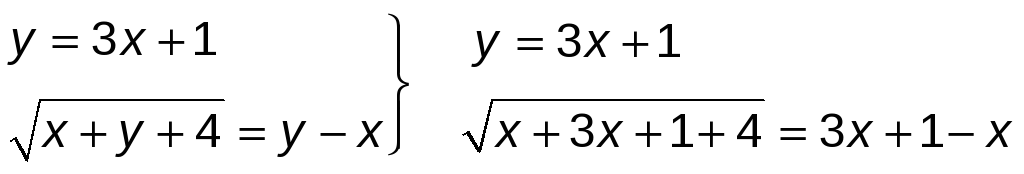 y = 3x + 1 } y = 3x + 1
√(x + y + 4) = y − x √(x + 3x + 1 + 4) = 3x + 1 − x